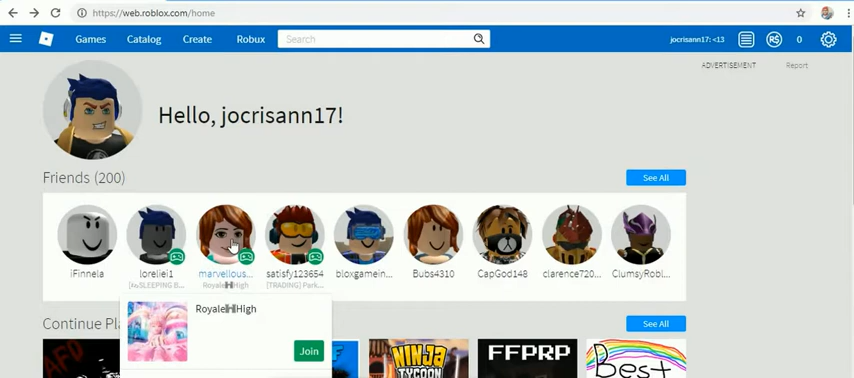 https://web.roblox.com/home
Games Catalog Create Robux Search jocrisann17: <13 0
ADVERTISEMENT Report
Hello, jocrisann17!
Friends (200) See All
iFinnela loreliei1 marvellous... satisfy123654 bloxgamein... Bubs4310 CapGod148 clarence720... ClumsyRobl...
SLEEPING B... Royale High [TRADING] Park...
Royale High
Continue Pla See All
Join
NINJA FFPRP Best
TYCOON